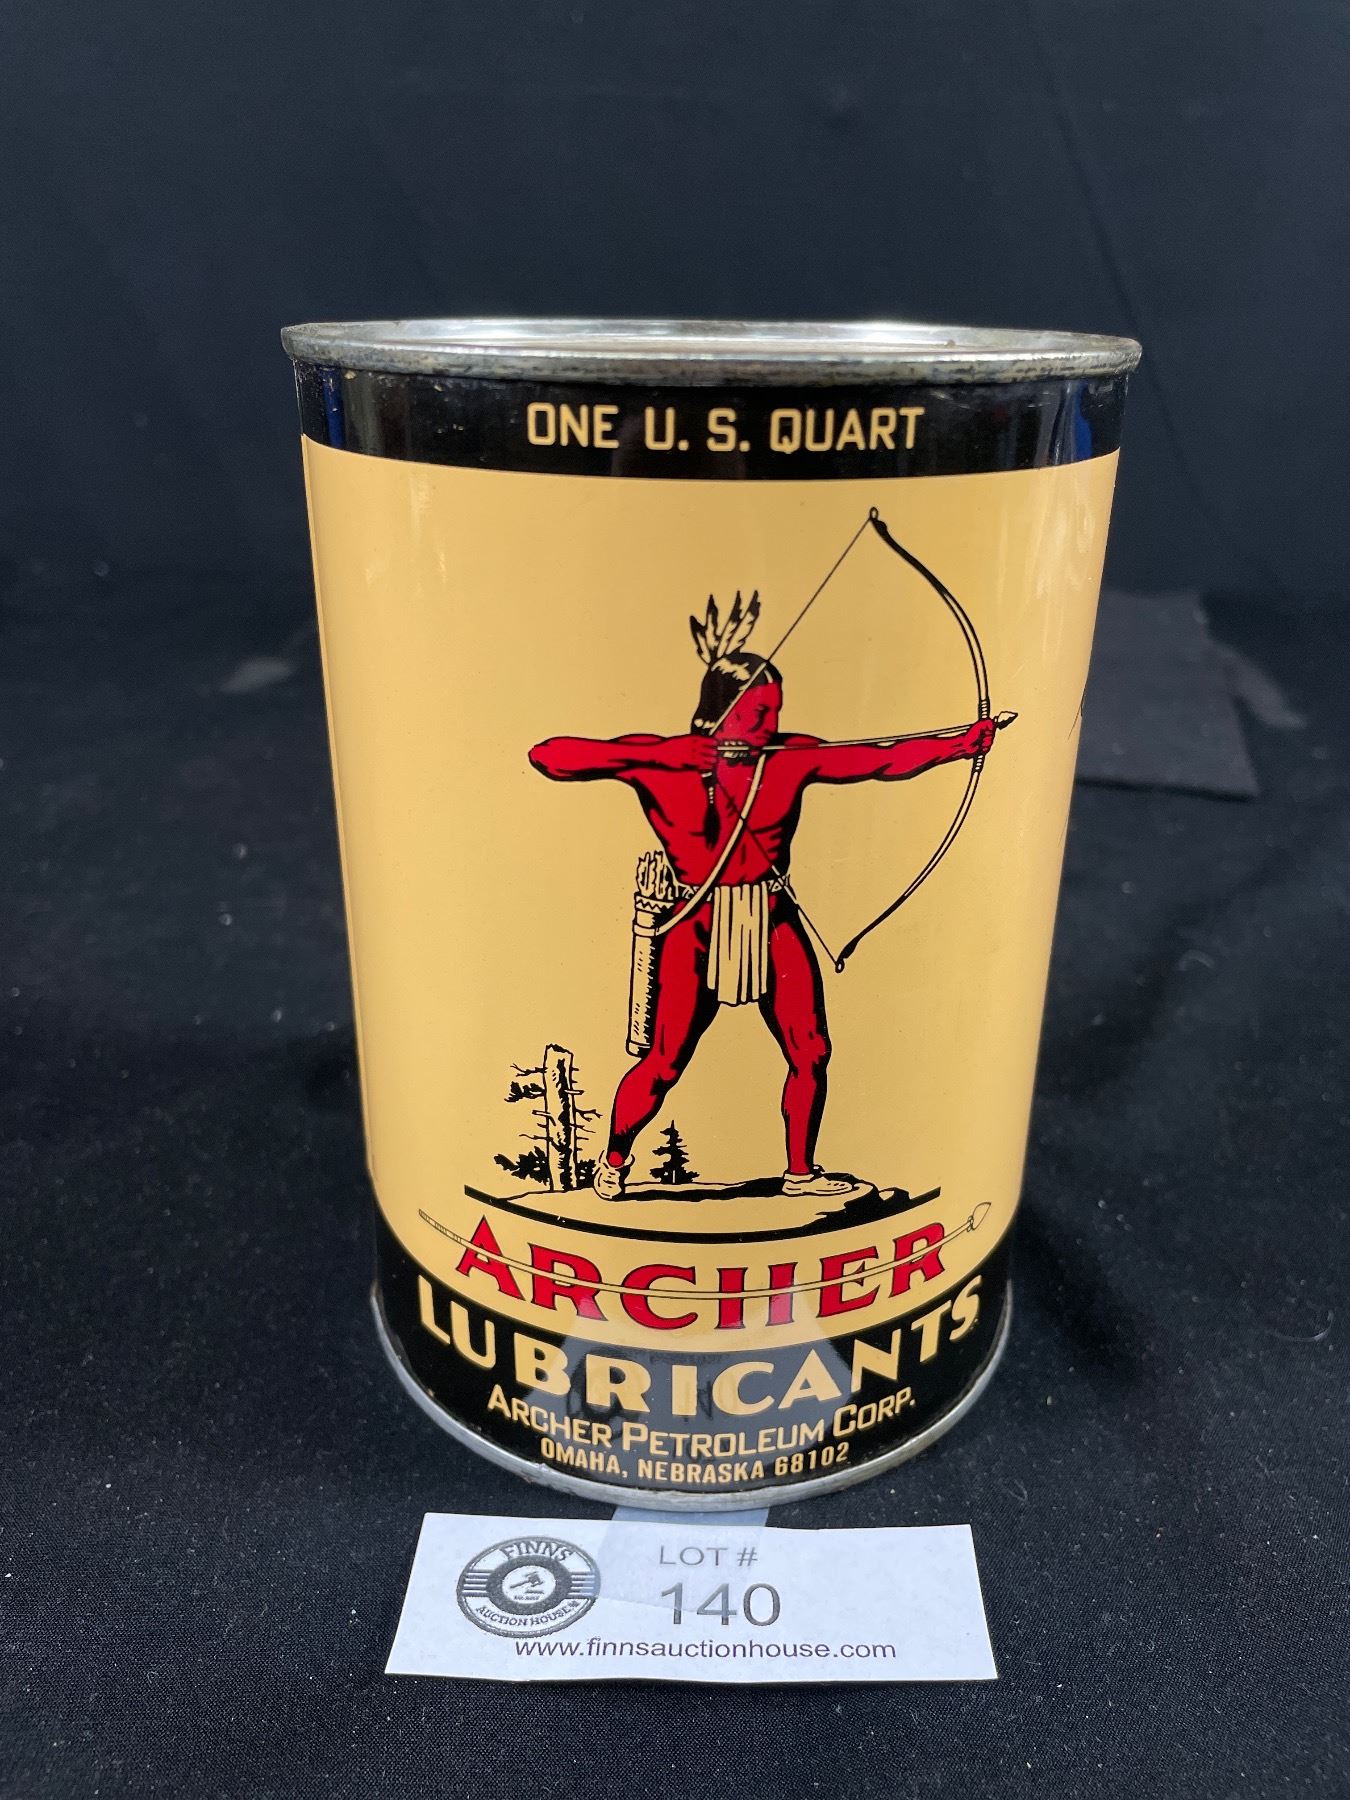 ONE U. S. QUART
ARCHER
LUBRICANTS
ARCHER PETROLEUM CORP.
OMAHA, NEBRASKA 68102
FINNS
AUCTION HOUSE
LOT #
140
www.finnsauctionhouse.com